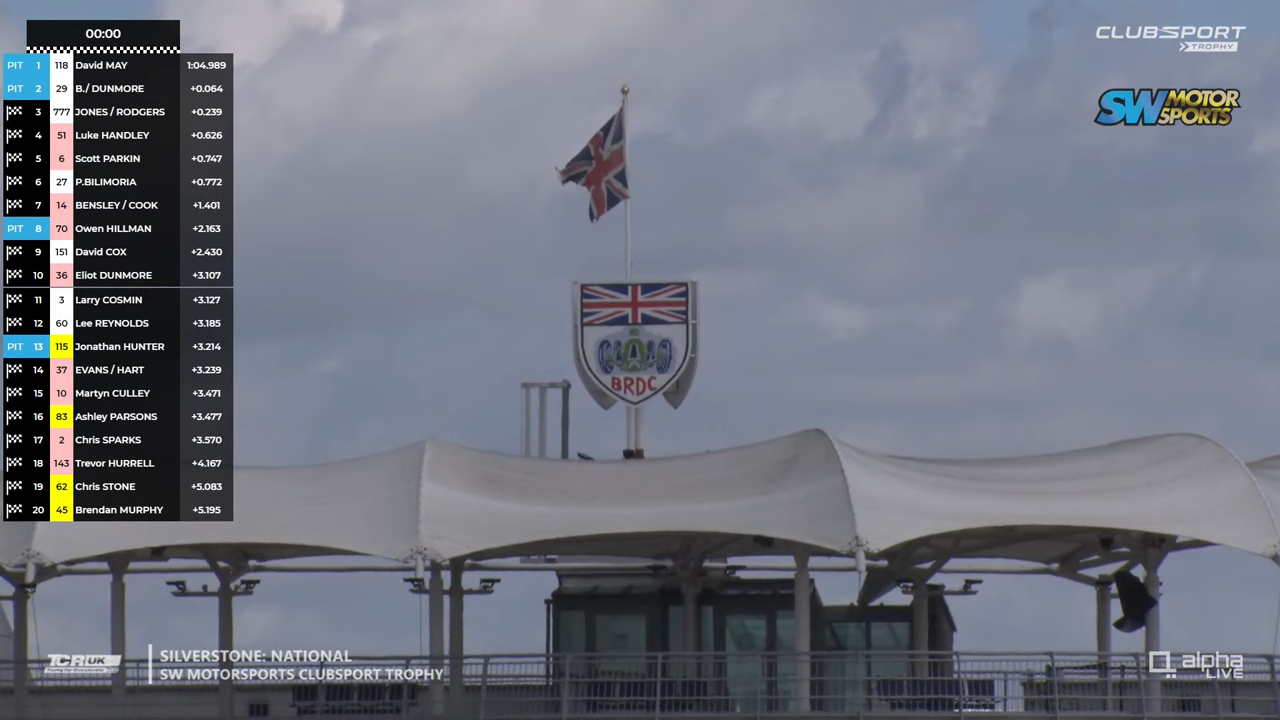 00:00
PIT 1 118 David MAY 1:04.989
PIT 2 29 B./ DUNMORE +0.064
3 777 JONES / RODGERS +0.239
4 51 Luke HANDLEY +0.626
5 6 Scott PARKIN +0.747
6 27 P.BILIMORIA +0.772
7 14 BENSLEY / COOK +1.401
PIT 8 70 Owen HILLMAN +2.163
9 151 David COX +2.430
10 36 Eliot DUNMORE +3.107
11 3 Larry COSMIN +3.127
12 60 Lee REYNOLDS +3.185
PIT 13 115 Jonathan HUNTER +3.214
14 37 EVANS / HART +3.239
15 10 Martyn CULLEY +3.471
16 83 Ashley PARSONS +3.477
17 2 Chris SPARKS +3.570
18 143 Trevor HURRELL +4.167
19 62 Chris STONE +5.083
20 45 Brendan MURPHY +5.195
CLUBSPORT
TROPHY
SW MOTOR
SPORTS
BRDC
TCR UK
SILVERSTONE: NATIONAL
SW MOTORSPORTS CLUBSPORT TROPHY
alpha
LIVE